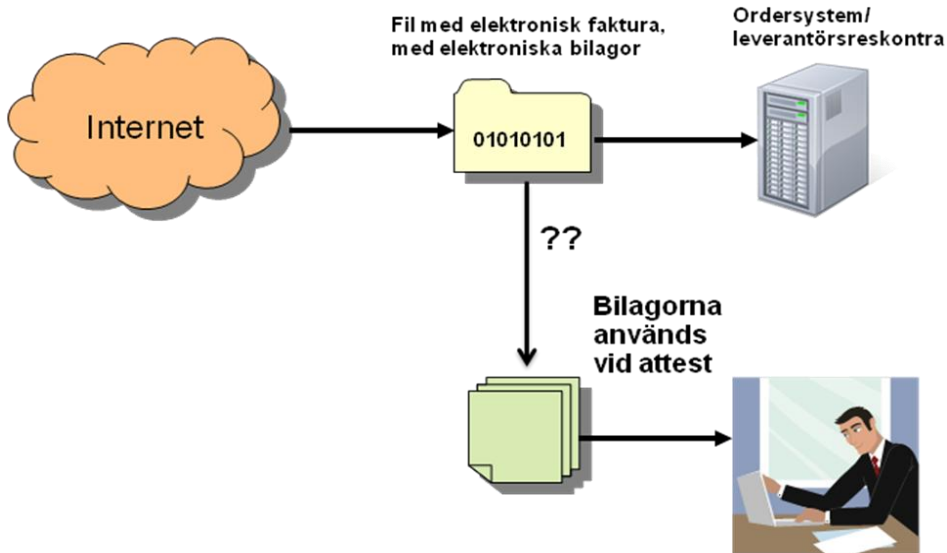 Fil med elektronisk faktura,
med elektroniska bilagor
Ordersystem/
leverantörsreskontra
Internet
01010101
??
Bilagorna
används
vid attest